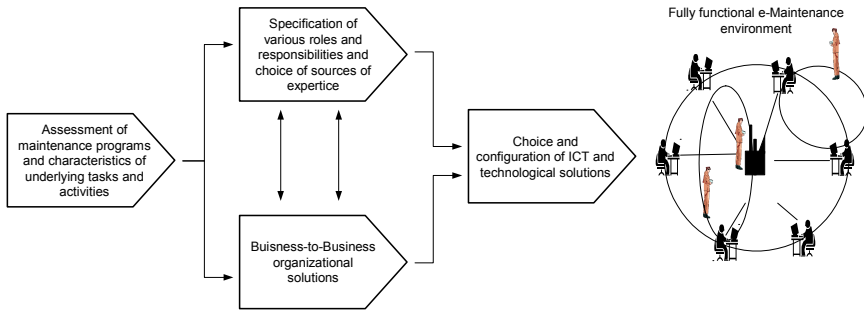 Assessment of
maintenance programs
and characteristics of
underlying tasks and
activities
Specification of
various roles and
responsibilities and
choice of sources of
expertice
Buisness-to-Business
organizational
solutions
Choice and
configuration of ICT and
technological solutions
Fully functional e-Maintenance
environment